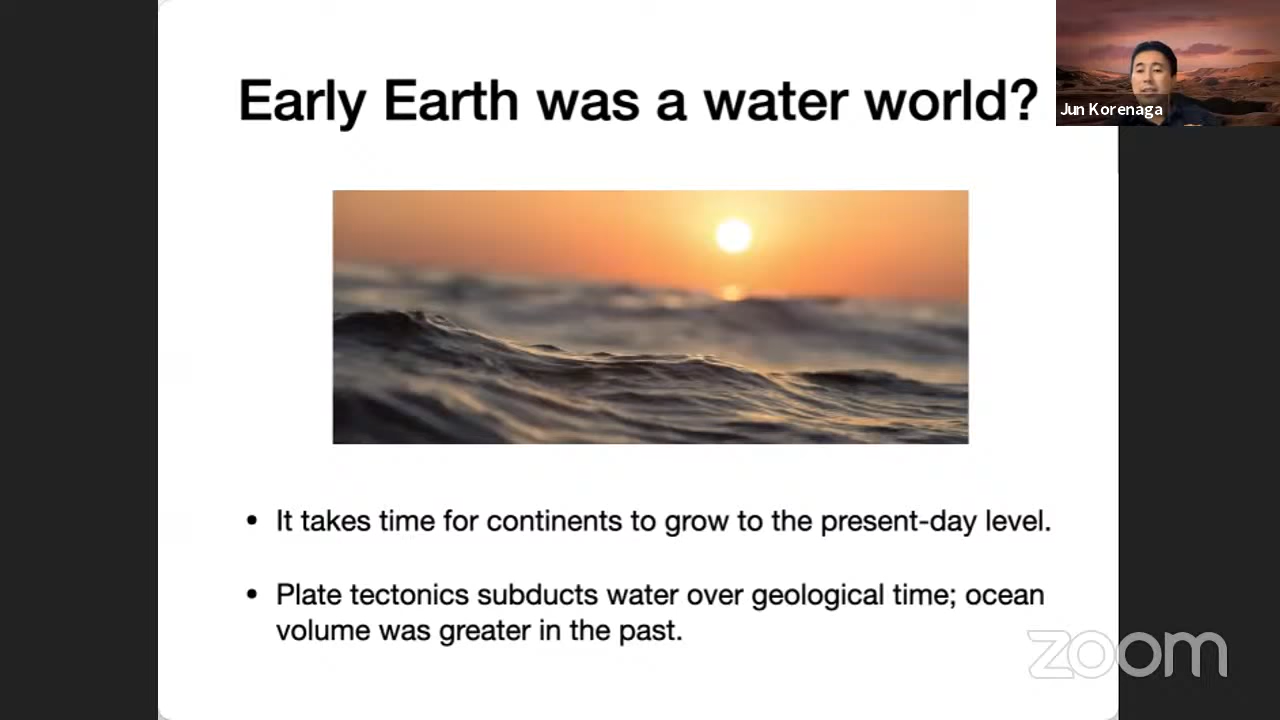 Early Earth was a water world?
Jun Korenaga
• It takes time for continents to grow to the present-day level.
• Plate tectonics subducts water over geological time; ocean
volume was greater in the past.
zoom